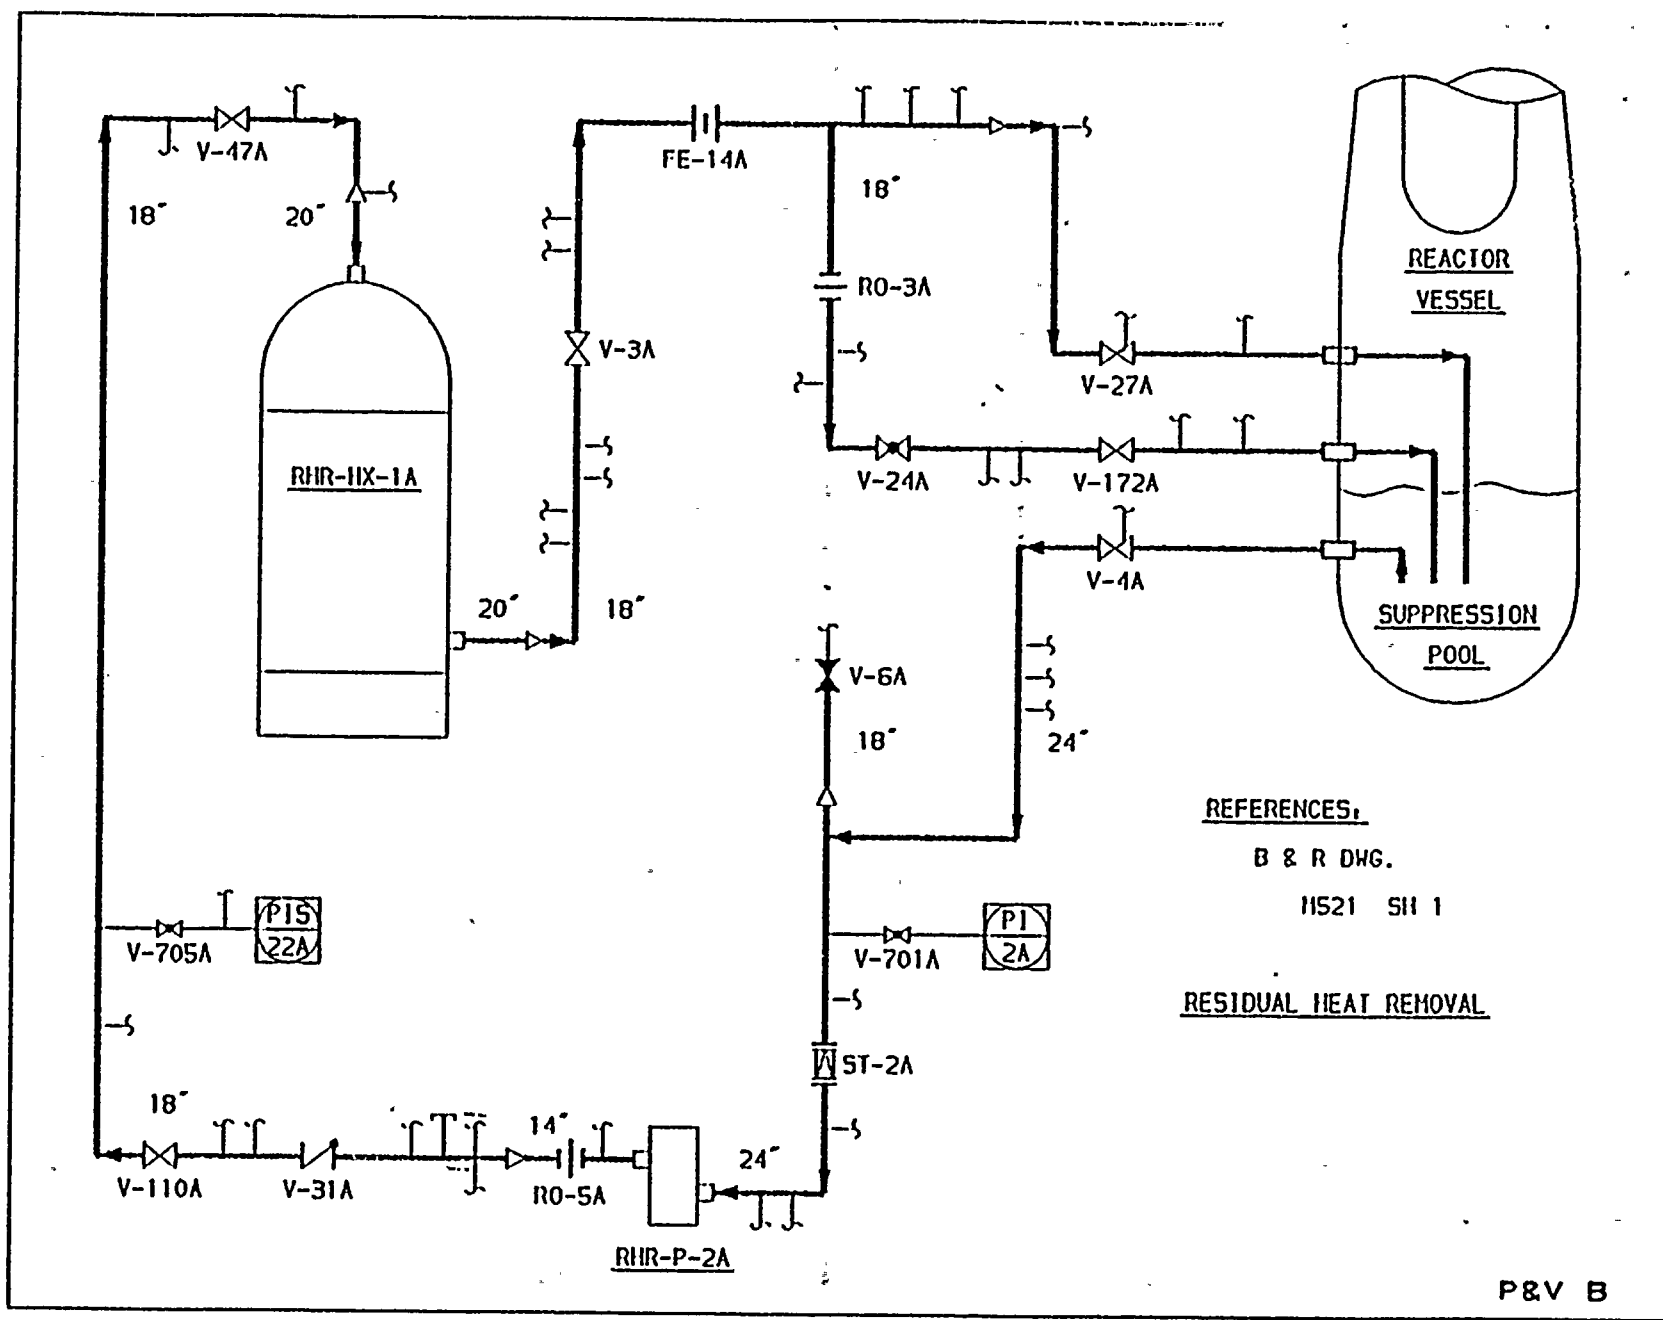 V-47A
FE-14A
18"
20"
18"
RO-3A
REACTOR
VESSEL
V-3A
V-27A
RHR-HX-1A
V-24A
V-172A
V-4A
20"
18"
SUPPRESSION
POOL
V-6A
18"
24"
REFERENCES:
B & R DWG.
M521 SH 1
PIS
22A
V-705A
PI
2A
V-701A
RESIDUAL HEAT REMOVAL
ST-2A
18"
14"
24"
V-110A
V-31A
RO-5A
RHR-P-2A
P&V B